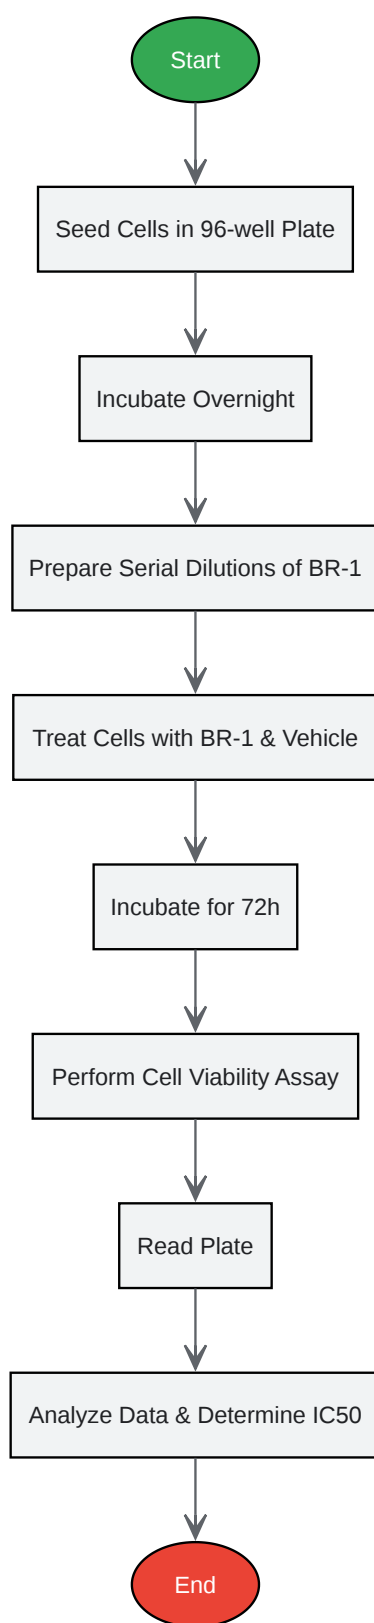 Start
Seed Cells in 96-well Plate
Incubate Overnight
Prepare Serial Dilutions of BR-1
Treat Cells with BR-1 & Vehicle
Incubate for 72h
Perform Cell Viability Assay
Read Plate
Analyze Data & Determine IC50
End